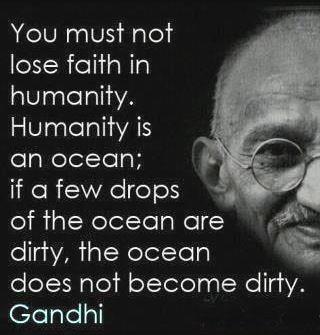 You must not
lose faith in
humanity.
Humanity is
an ocean;
if a few drops
of the ocean are
dirty, the ocean
does not become dirty.
Gandhi